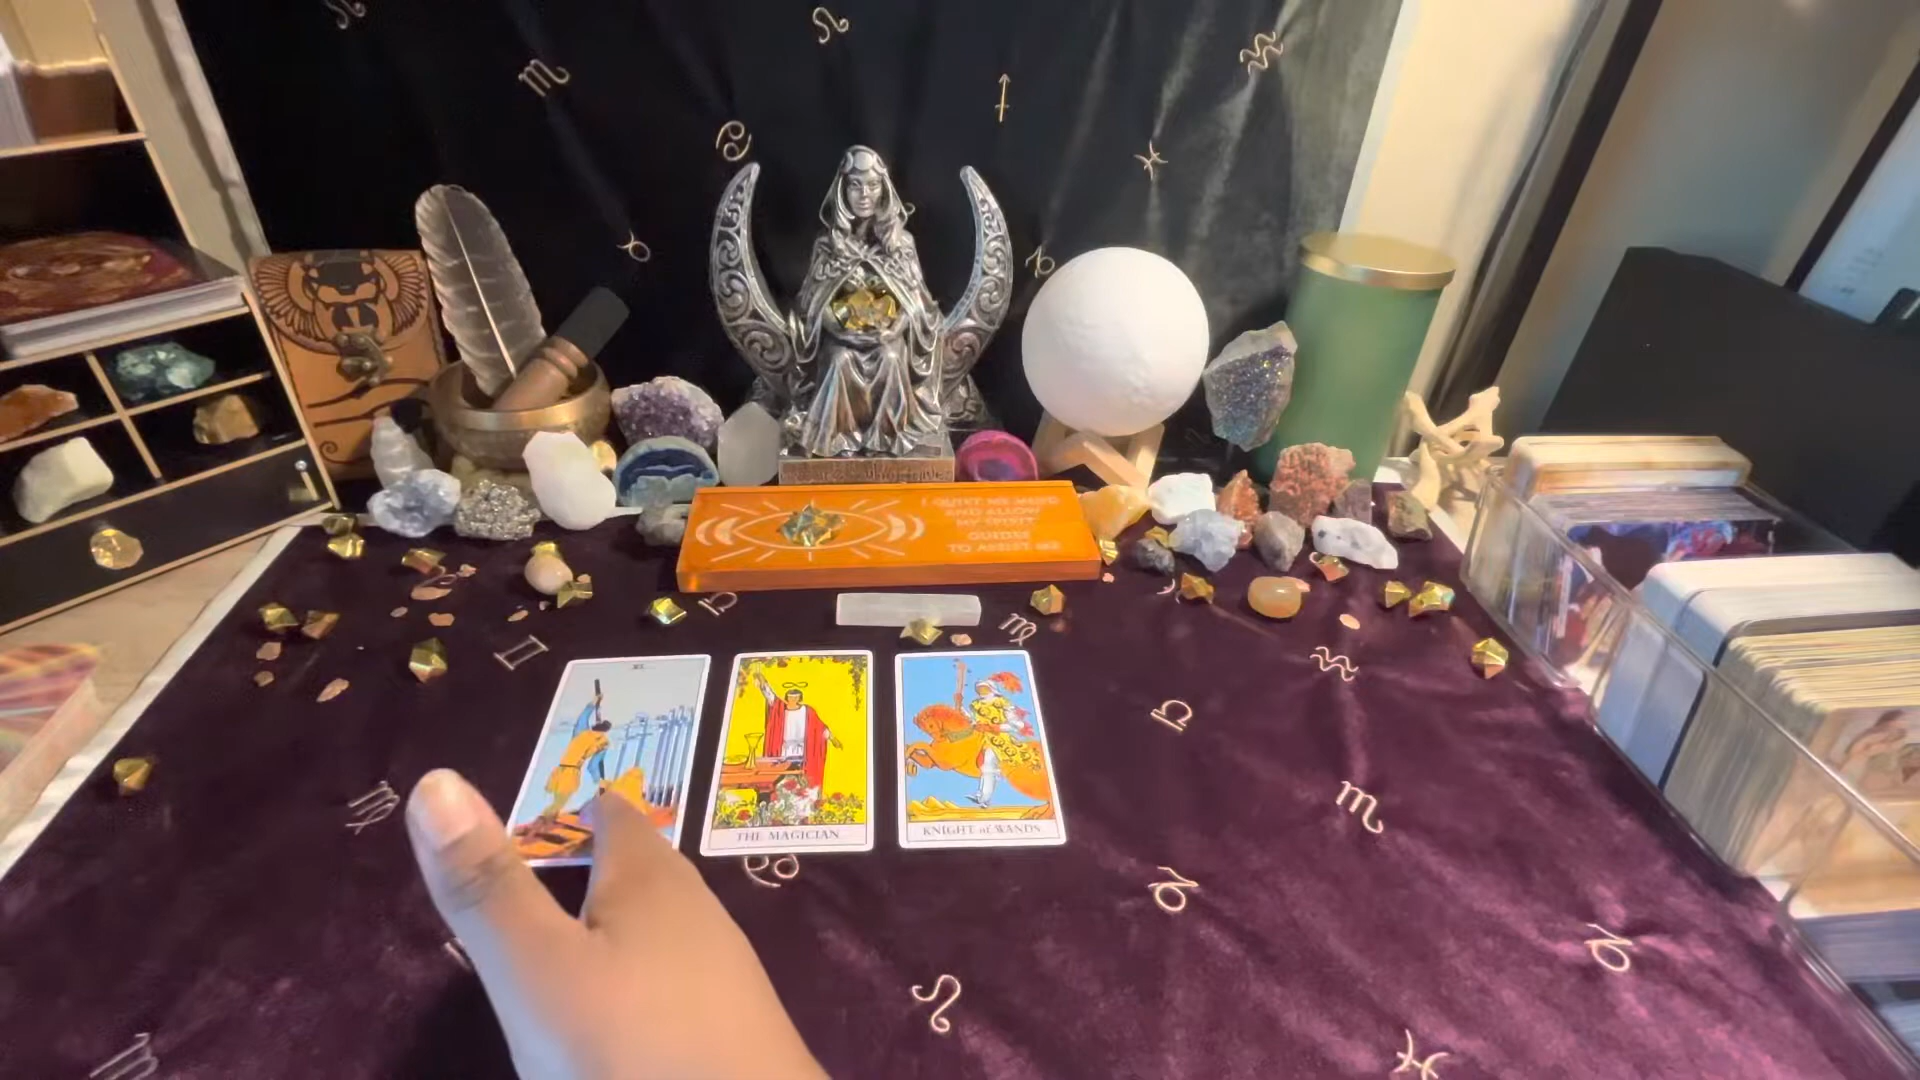 I QUIET MY MIND
AND ALLOW
MY SPIRIT
GUIDES
TO ASSIST ME
THE MAGICIAN.
KNIGHT of WANDS.